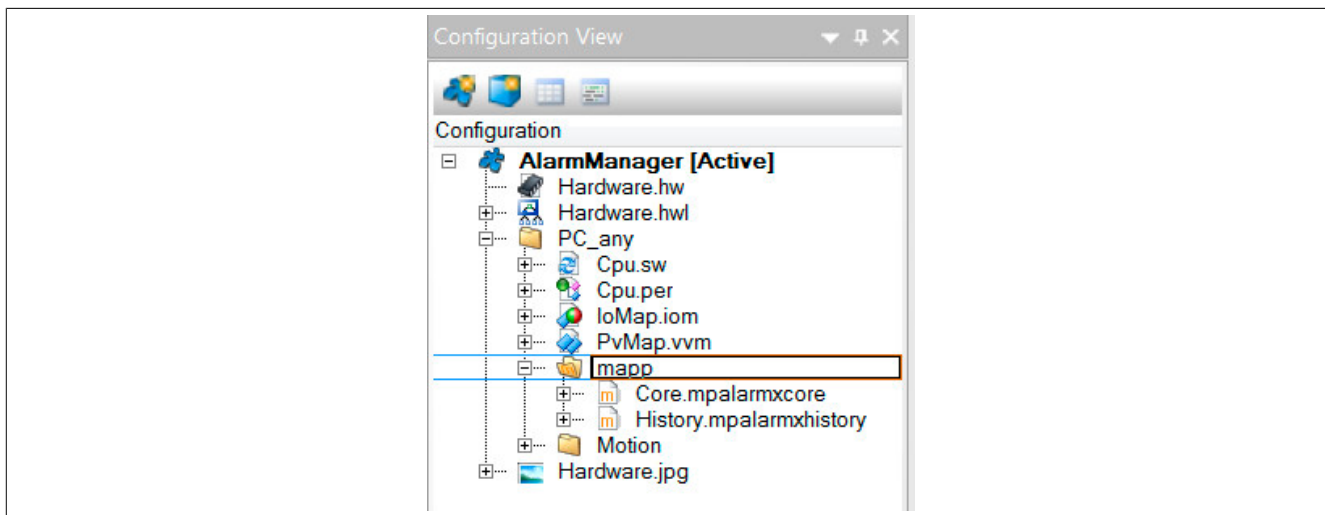 Configuration View
Configuration
AlarmManager [Active]
Hardware.hw
Hardware.hwl
PC_any
Cpu.sw
Cpu.per
IoMap.iom
PvMap.vvm
mapp
Core.mpalarmxcore
History.mpalarmxhistory
Motion
Hardware.jpg